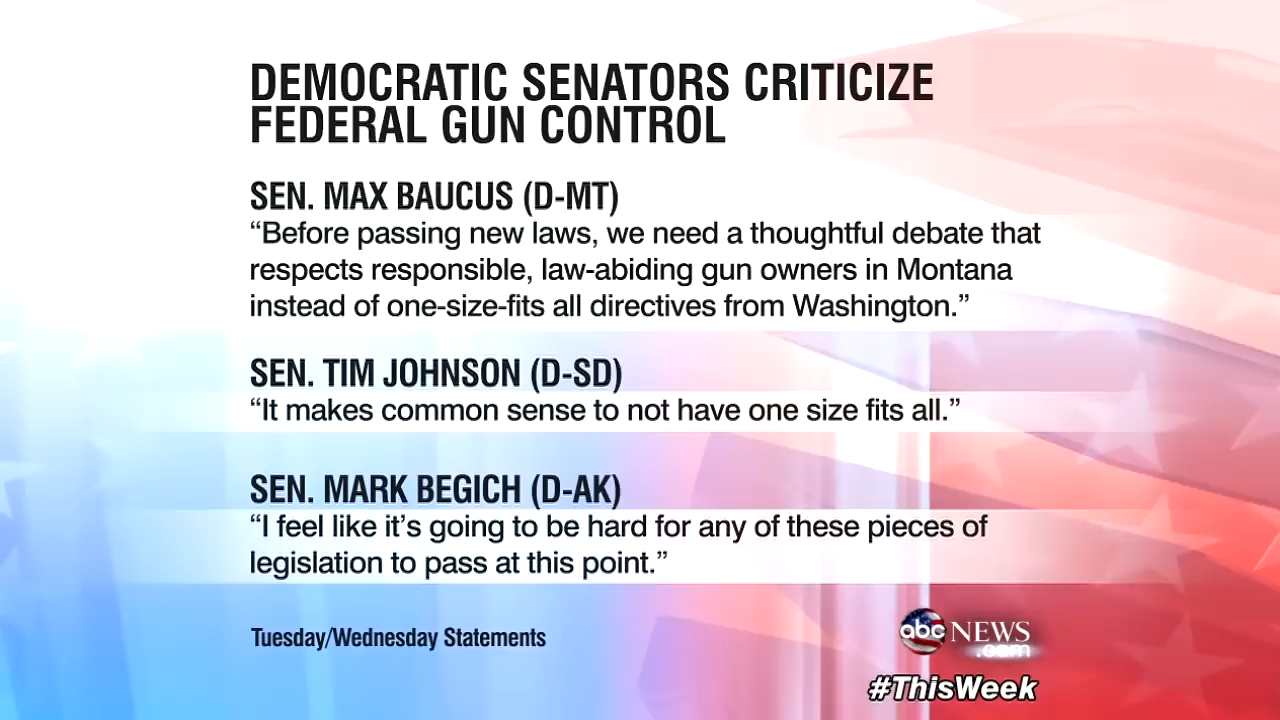 DEMOCRATIC SENATORS CRITICIZE
FEDERAL GUN CONTROL
SEN. MAX BAUCUS (D-MT)
“Before passing new laws, we need a thoughtful debate that
respects responsible, law-abiding gun owners in Montana
instead of one-size-fits all directives from Washington.”
SEN. TIM JOHNSON (D-SD)
“It makes common sense to not have one size fits all.”
SEN. MARK BEGICH (D-AK)
“I feel like it’s going to be hard for any of these pieces of
legislation to pass at this point.”
Tuesday/Wednesday Statements
abc NEWS
.com
#ThisWeek